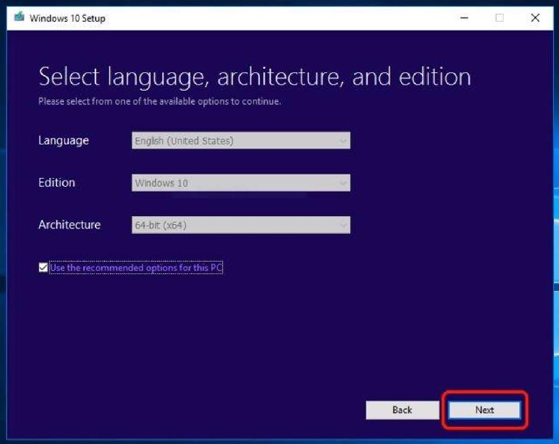 Windows 10 Setup
Select language, architecture, and edition
Please select from one of the available options to continue.
Language
English (United States)
Edition
Windows 10
Architecture
64-bit (x64)
Use the recommended options for this PC
Back
Next